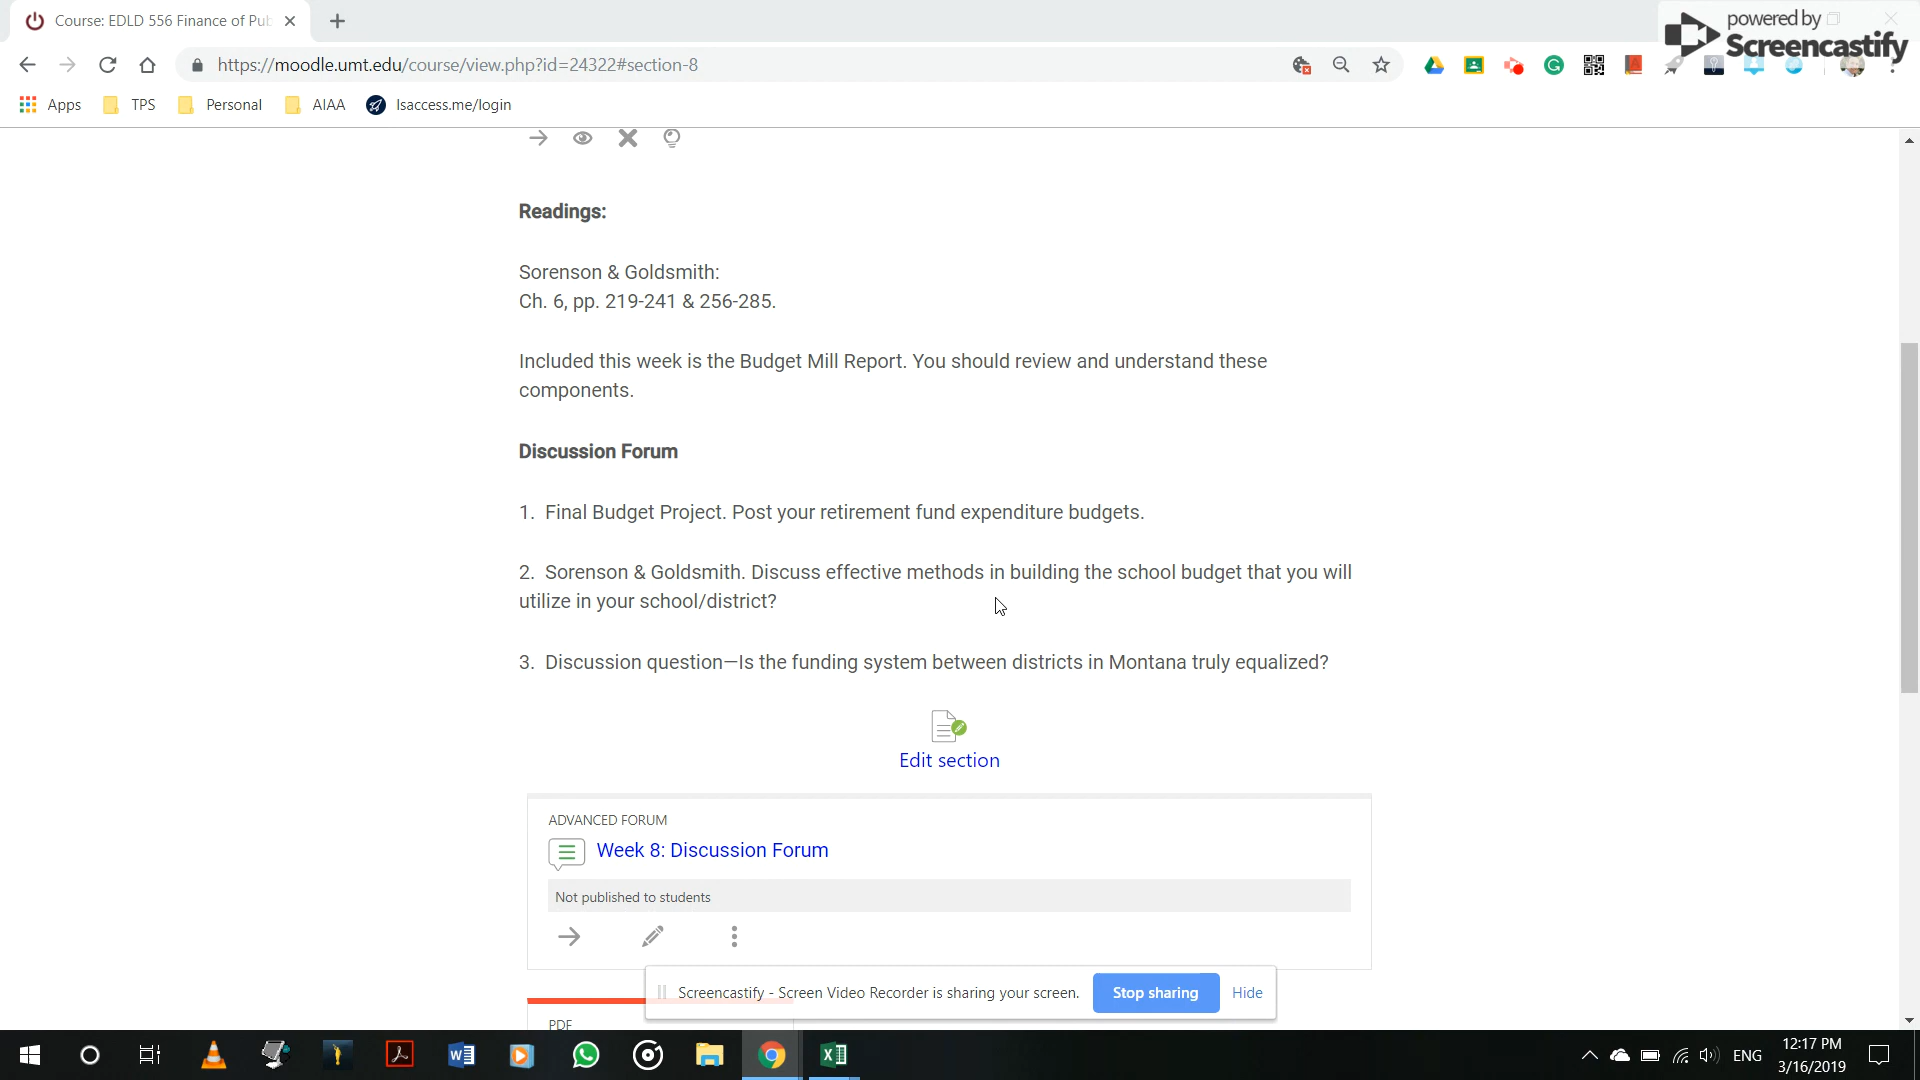 Course: EDLD 556 Finance of Pub
powered by
Screencastify
https://moodle.umt.edu/course/view.php?id=24322#section-8
Apps TPS Personal AIAA lsaccess.me/login
Readings:
Sorenson & Goldsmith:
Ch. 6, pp. 219-241 & 256-285.
Included this week is the Budget Mill Report. You should review and understand these
components.
Discussion Forum
1. Final Budget Project. Post your retirement fund expenditure budgets.
2. Sorenson & Goldsmith. Discuss effective methods in building the school budget that you will
utilize in your school/district?
3. Discussion question—Is the funding system between districts in Montana truly equalized?
Edit section
ADVANCED FORUM
Week 8: Discussion Forum
Not published to students
Screencastify - Screen Video Recorder is sharing your screen. Stop sharing Hide
PDF
ENG
12:17 PM
3/16/2019